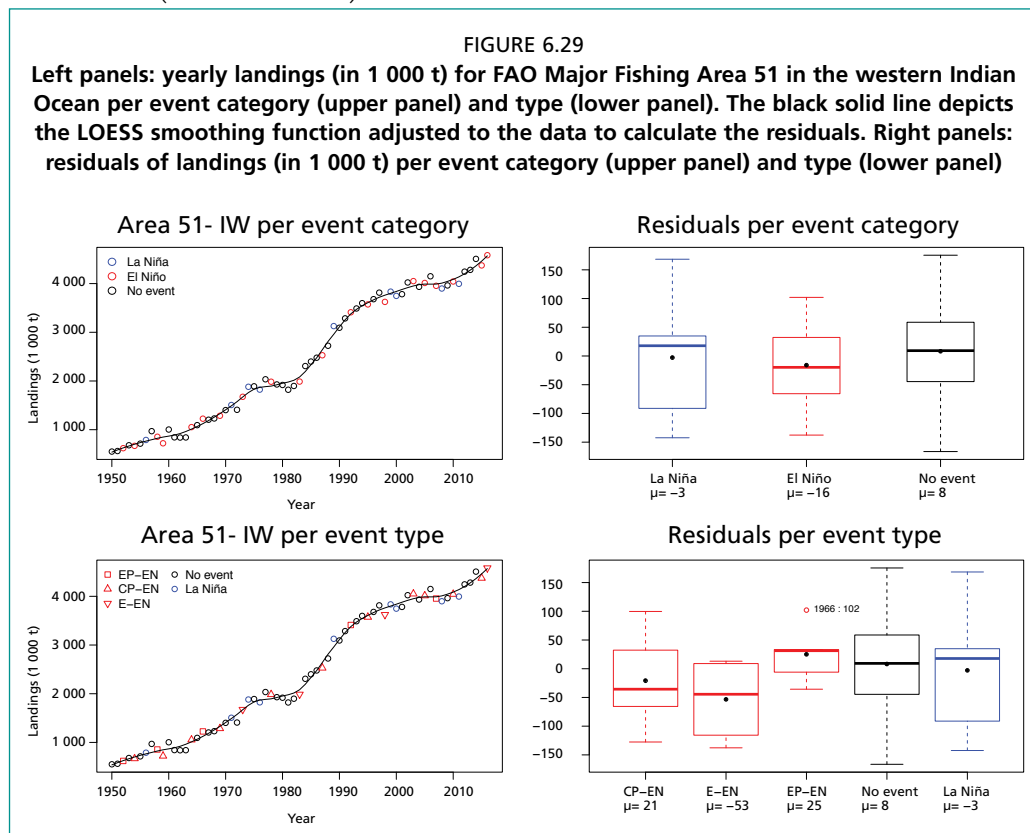 FIGURE 6.29
Left panels: yearly landings (in 1 000 t) for FAO Major Fishing Area 51 in the western Indian
Ocean per event category (upper panel) and type (lower panel). The black solid line depicts
the LOESS smoothing function adjusted to the data to calculate the residuals. Right panels:
residuals of landings (in 1 000 t) per event category (upper panel) and type (lower panel)
Area 51- IW per event category
La Niña
El Niño
No event
Landings (1 000 t)
4 000
3 000
2 000
1 000
1950 1960 1970 1980 1990 2000 2010
Year
Residuals per event category
150
100
50
0
−50
−100
−150
La Niña El Niño No event
μ= −3 μ= −16 μ= 8
Area 51- IW per event type
EP−EN No event
CP−EN La Niña
E−EN
Landings (1 000 t)
4 000
3 000
2 000
1 000
1950 1960 1970 1980 1990 2000 2010
Year
Residuals per event type
150
100
50
0
−50
−100
−150
1966 : 102
CP−EN E−EN EP−EN No event La Niña
μ= 21 μ= −53 μ= 25 μ= 8 μ= −3